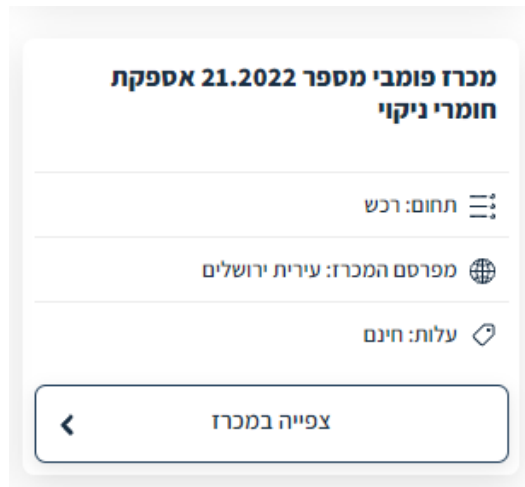 מכרז פומבי מספר 21.2022 אספקת
חומרי ניקוי
תחום: רכש
מפרסם המכרז: עירית ירושלים
עלות: חינם
צפייה במכרז